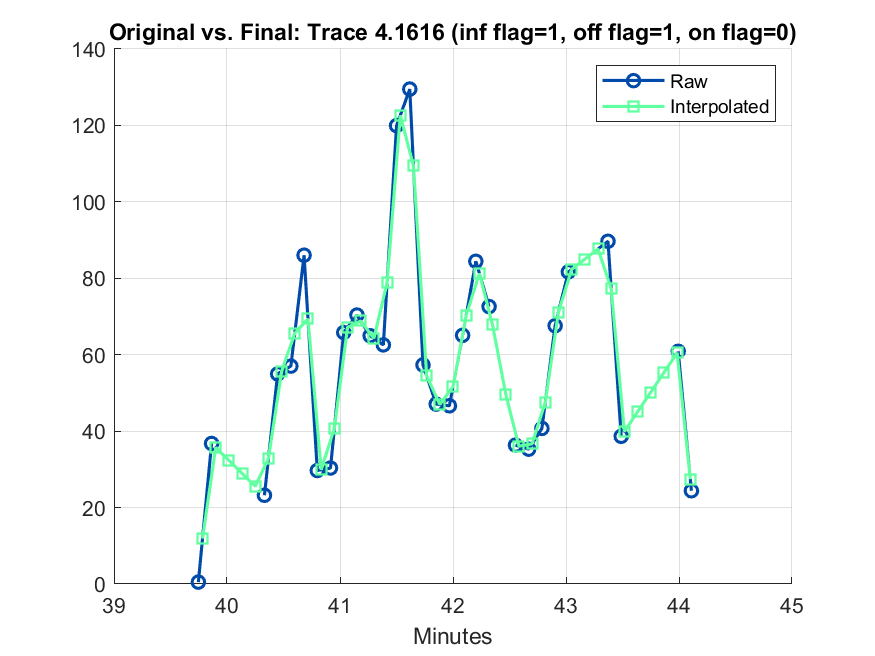 Original vs. Final: Trace 4.1616 (inf flag=1, off flag=1, on flag=0)
140
120
100
80
60
40
20
0
Raw
Interpolated
39 40 41 42 43 44 45
Minutes